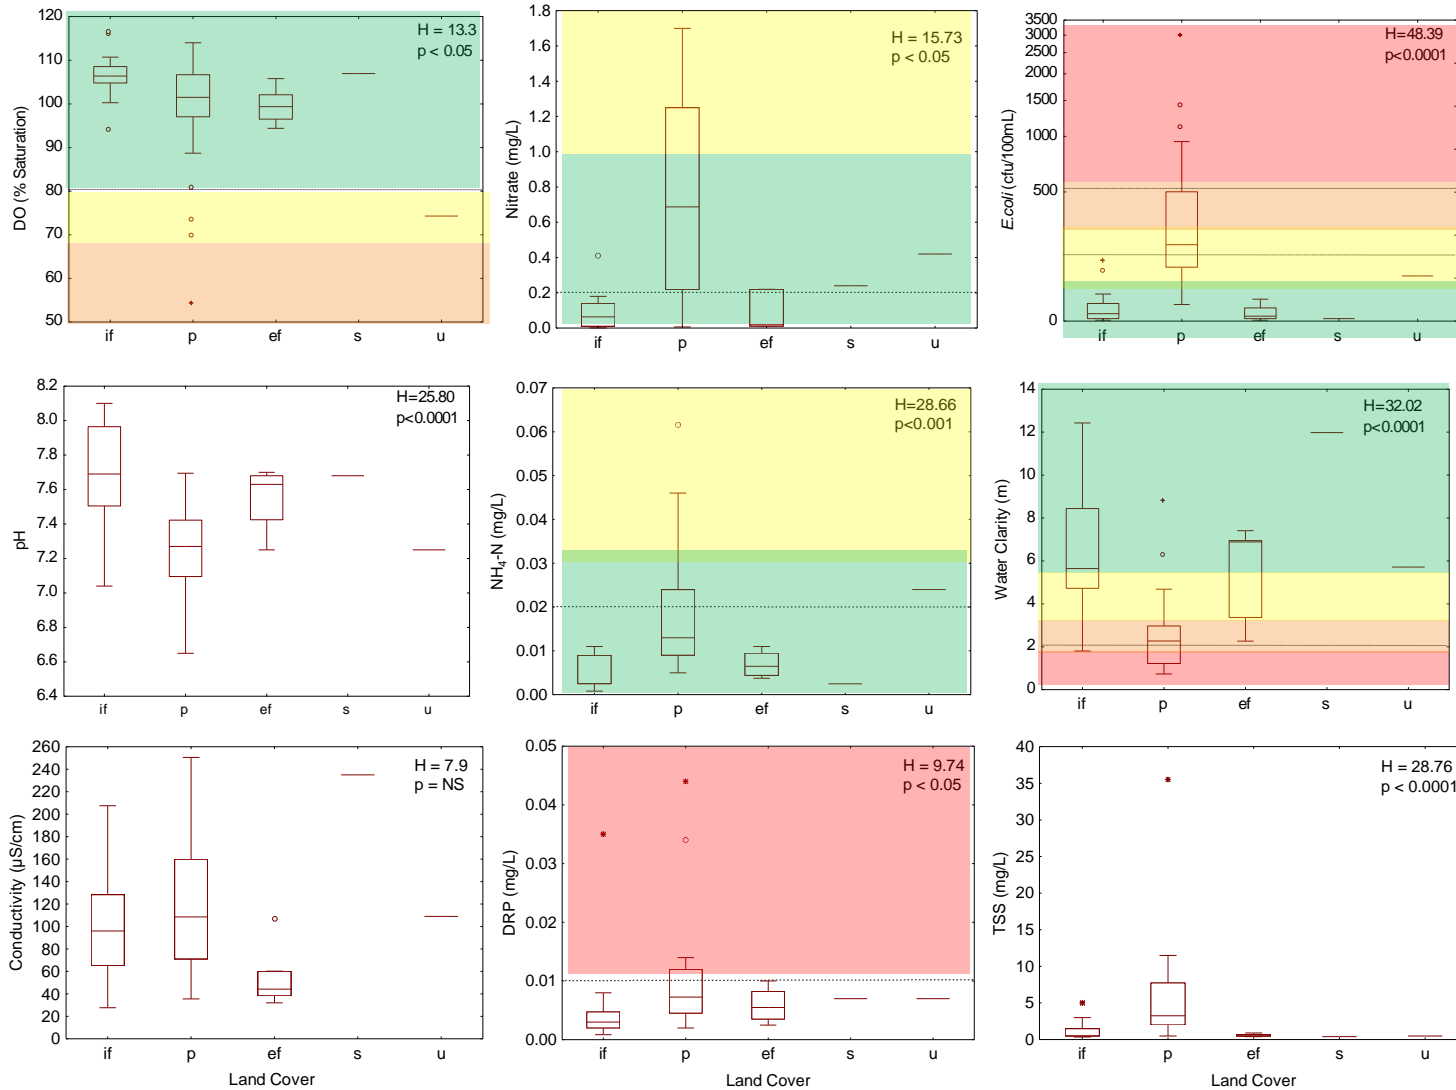 120
110
100
90
80
70
60
50
DO (% Saturation)
H = 13.3
p < 0.05
if p ef s u
1.8
1.6
1.4
1.2
1.0
0.8
0.6
0.4
0.2
0.0
Nitrate (mg/L)
H = 15.73
p < 0.05
if p ef s u
3500
3000
2500
2000
1500
1000
500
0
E.coli (cfu/100mL)
H=48.39
p<0.0001
if p ef s u
8.2
8.0
7.8
7.6
7.4
7.2
7.0
6.8
6.6
6.4
pH
H=25.80
p<0.0001
if p ef s u
0.07
0.06
0.05
0.04
0.03
0.02
0.01
0.00
NH₄-N (mg/L)
H=28.66
p<0.001
if p ef s u
14
12
10
8
6
4
2
0
Water Clarity (m)
H=32.02
p<0.0001
if p ef s u
260
240
220
200
180
160
140
120
100
80
60
40
20
0
Conductivity (µS/cm)
H = 7.9
p = NS
if p ef s u
Land Cover
0.05
0.04
0.03
0.02
0.01
0.00
DRP (mg/L)
H = 9.74
p < 0.05
if p ef s u
Land Cover
40
35
30
25
20
15
10
5
0
TSS (mg/L)
H = 28.76
p < 0.0001
if p ef s u
Land Cover